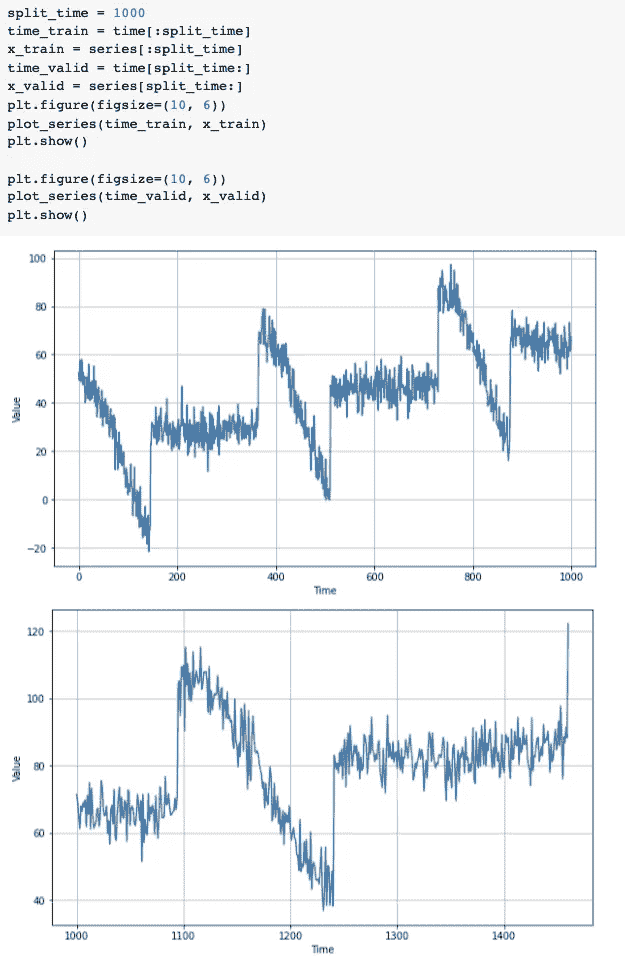 split_time = 1000
time_train = time[:split_time]
x_train = series[:split_time]
time_valid = time[split_time:]
x_valid = series[split_time:]
plt.figure(figsize=(10, 6))
plot_series(time_train, x_train)
plt.show()
plt.figure(figsize=(10, 6))
plot_series(time_valid, x_valid)
plt.show()
100
80
60
40
20
0
−20
Value
0 200 400 600 800 1000
Time
120
100
80
60
40
Value
1000 1100 1200 1300 1400
Time